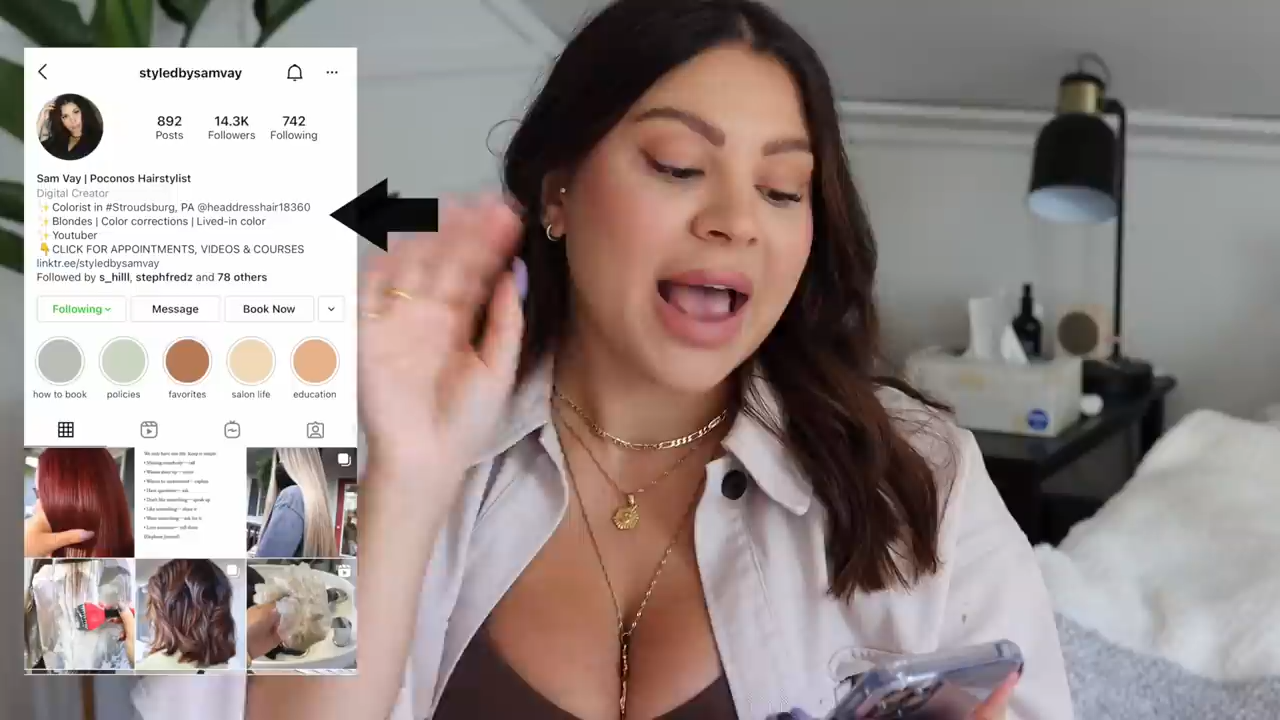 styledbysamvay
892
14.3K
742
Posts
Followers
Following
Sam Vay | Poconos Hairstylist
Digital Creator
✨ Colorist in #Stroudsburg, PA @headdresshair18360
✨ Blondes | Color corrections | Lived-in color
✨ Youtuber
👇CLICK FOR APPOINTMENTS, VIDEOS & COURSES
linktr.ee/styledbysamvay
Followed by s_hilll, stephfredz and 78 others
Following
Message
Book Now
how to book
policies
favorites
salon life
education